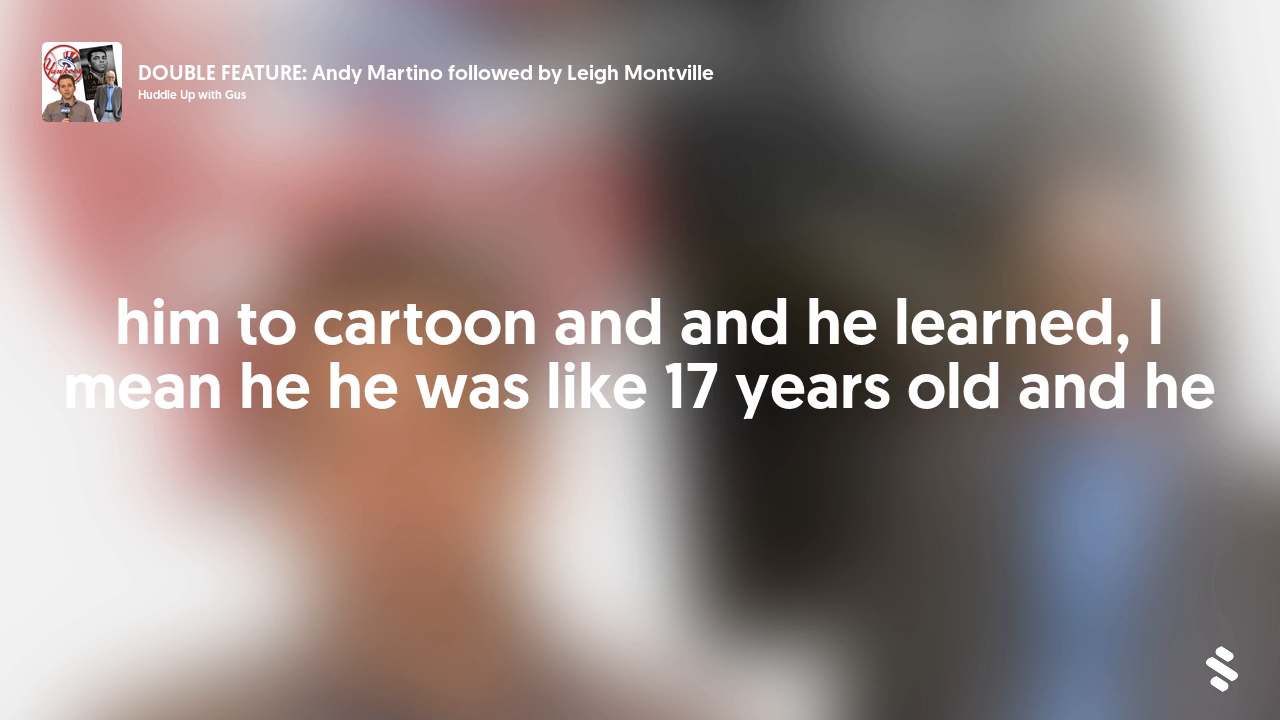 DOUBLE FEATURE: Andy Martino followed by Leigh Montville
Huddle Up with Gus
him to cartoon and and he learned, I
mean he he was like 17 years old and he